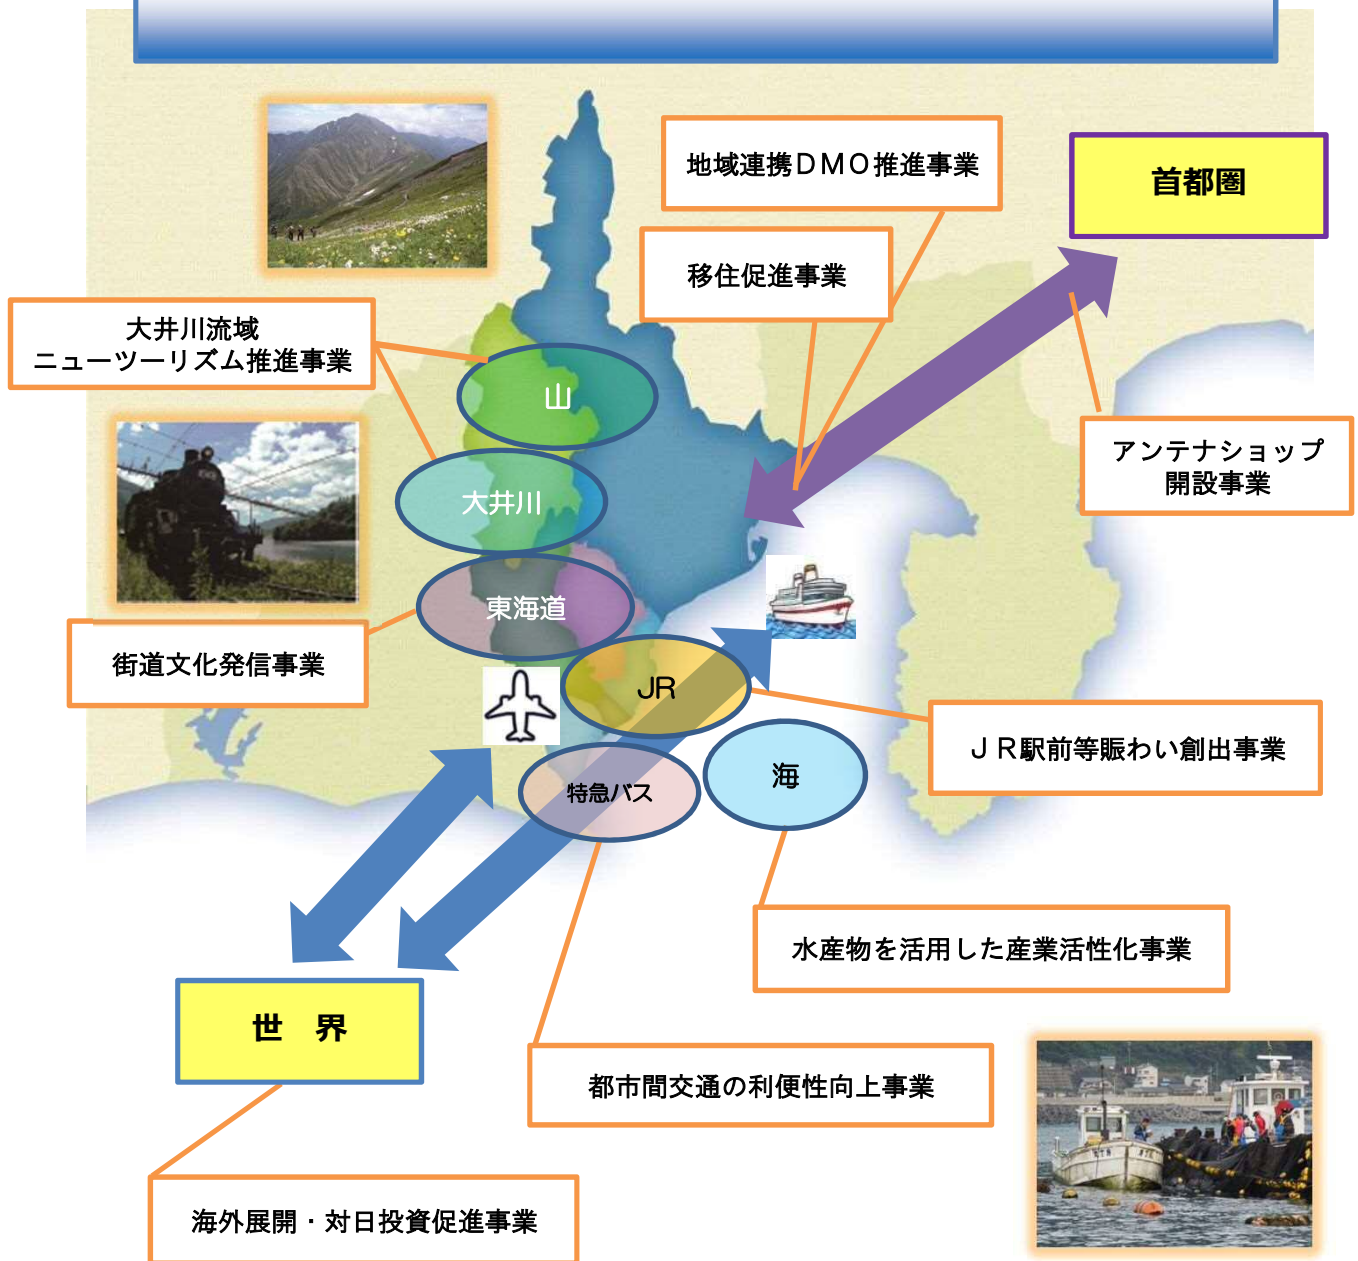 地域連携ＤＭＯ推進事業
首都圏
移住促進事業
大井川流域
ニューツーリズム推進事業
山
アンテナショップ
開設事業
大井川
東海道
街道文化発信事業
JR
ＪＲ駅前等賑わい創出事業
海
特急バス
水産物を活用した産業活性化事業
世　界
都市間交通の利便性向上事業
海外展開・対日投資促進事業